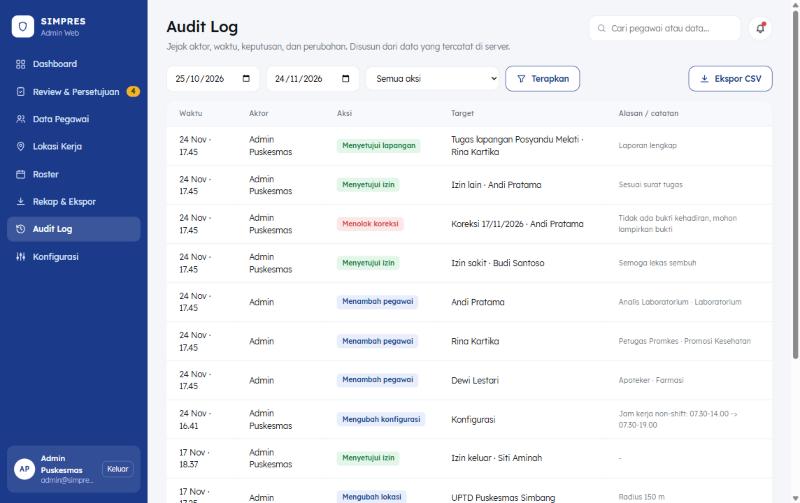 SIMPRES
Admin Web
Dashboard
Review & Persetujuan 4
Data Pegawai
Lokasi Kerja
Roster
Rekap & Ekspor
Audit Log
Konfigurasi
AP
Admin
Puskesmas
admin@simpre...
Keluar
Audit Log
Jejak aktor, waktu, keputusan, dan perubahan. Disusun dari data yang tercatat di server.
Cari pegawai atau data...
25/10/2026
24/11/2026
Semua aksi
Terapkan
Ekspor CSV
Waktu Aktor Aksi Target Alasan / catatan
24 Nov · 17.45 Admin Puskesmas Menyetujui lapangan Tugas lapangan Posyandu Melati · Rina Kartika Laporan lengkap
24 Nov · 17.45 Admin Puskesmas Menyetujui izin Izin lain · Andi Pratama Sesuai surat tugas
24 Nov · 17.45 Admin Puskesmas Menolak koreksi Koreksi 17/11/2026 · Andi Pratama Tidak ada bukti kehadiran, mohon lampirkan bukti
24 Nov · 17.45 Admin Puskesmas Menyetujui izin Izin sakit · Budi Santoso Semoga lekas sembuh
24 Nov · 17.45 Admin Menambah pegawai Andi Pratama Analis Laboratorium · Laboratorium
24 Nov · 17.45 Admin Menambah pegawai Rina Kartika Petugas Promkes · Promosi Kesehatan
24 Nov · 17.45 Admin Menambah pegawai Dewi Lestari Apoteker · Farmasi
24 Nov · 16.41 Admin Puskesmas Mengubah konfigurasi Konfigurasi Jam kerja non-shift: 07.30-14.00 -> 07.30-19.00
17 Nov · 18.37 Admin Puskesmas Menyetujui izin Izin keluar · Siti Aminah -
17 Nov · Admin Mengubah lokasi UPTD Puskesmas Simbang Radius 150 m